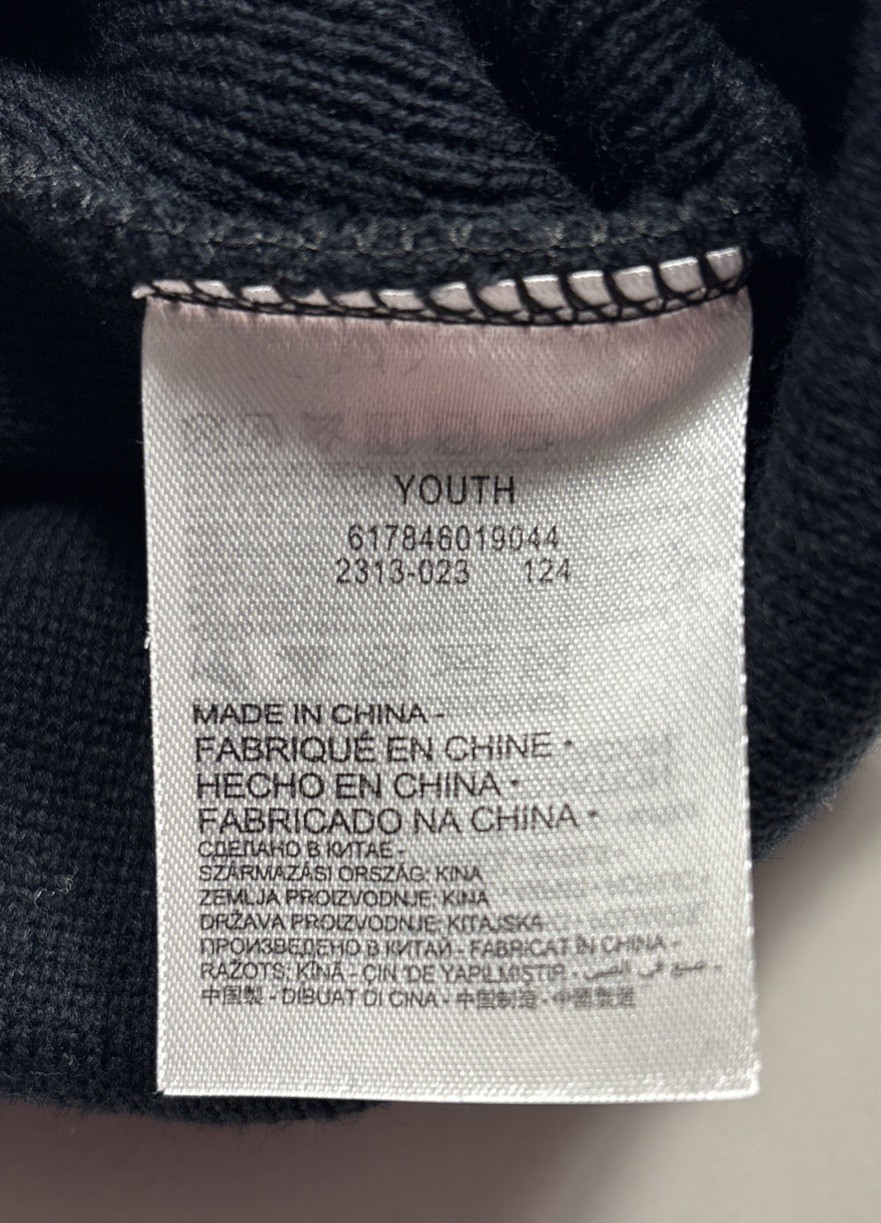 YOUTH
617846019044
2313-023 124
MADE IN CHINA -
FABRIQUÉ EN CHINE •
HECHO EN CHINA •
FABRICADO NA CHINA •
СДЕЛАНО В КИТАЕ -
SZÁRMAZÁSI ORSZÁG: KINA
ZEMLJA PROIZVODNJE: KINA
DRŽAVA PROIZVODNJE: KITAJSKA
ПРОИЗВЕДЕНО В КИТАЙ - FABRICAT ÎN CHINA -
RAŽOTS: ĶĪNĀ - ÇIN 'DE YAPILMIŞTIR - صنع في الصين -
中国製 - DIBUAT DI CINA - 中国制造 - 中國製造